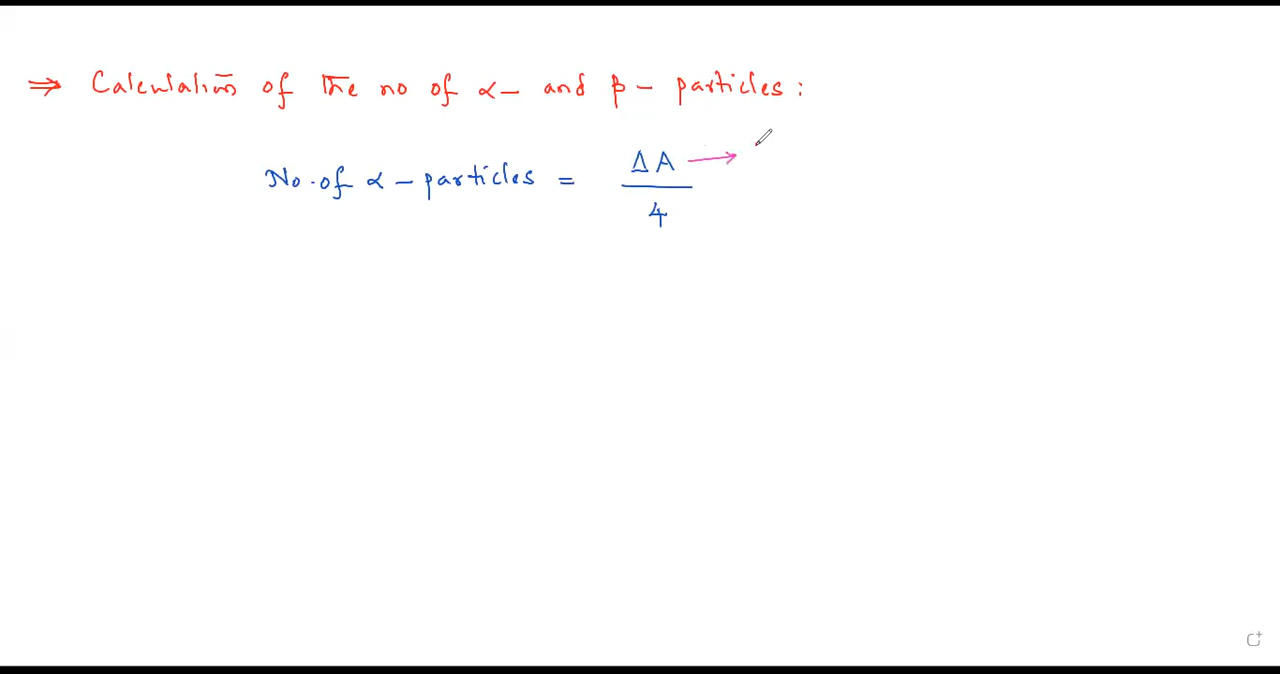 ⇒ Calculation of the no of α- and β- particles:
No. of α-particles = ΔA →
4